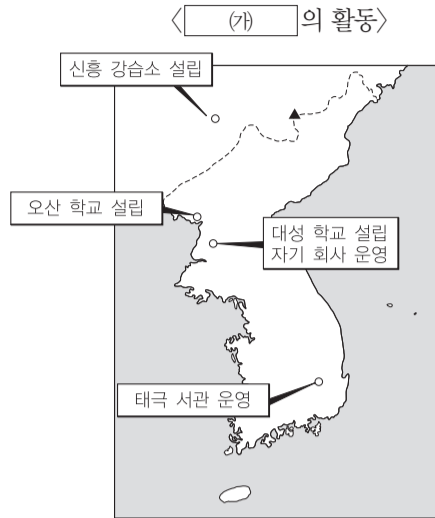 〈 (가) 의 활동〉
신흥 강습소 설립
오산 학교 설립
대성 학교 설립
자기 회사 운영
태극 서관 운영